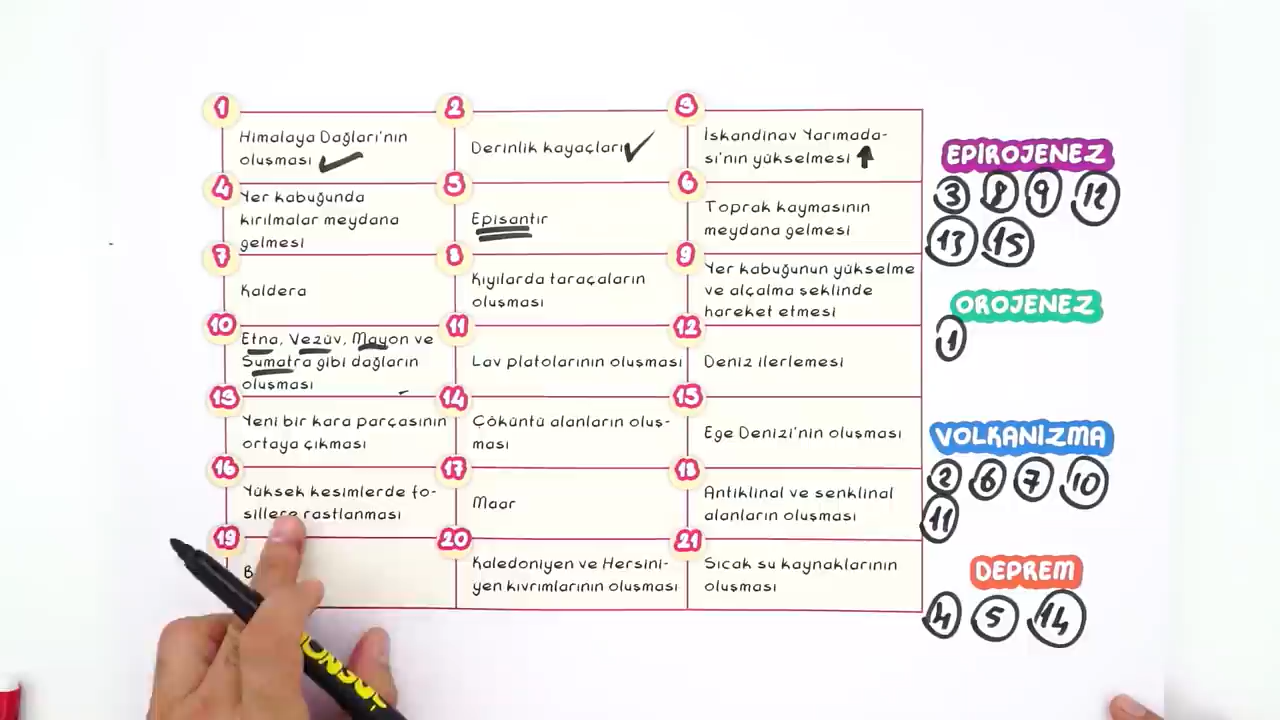 1
Himalaya Dağları'nın
oluşması
2
Derinlik kayaçları
3
İskandinav Yarımada-
sı'nın yükselmesi
4
Yer kabuğunda
kırılmalar meydana
gelmesi
5
Episantır
6
Toprak kaymasının
meydana gelmesi
7
Kaldera
8
Kıyılarda taraçaların
oluşması
9
Yer kabuğunun yükselme
ve alçalma şeklinde
hareket etmesi
10
Etna, Vezüv, Mayon ve
Sumatra gibi dağların
oluşması
11
Lav platolarının oluşması
12
Deniz ilerlemesi
13
Yeni bir kara parçasının
ortaya çıkması
14
Çöküntü alanların oluş-
ması
15
Ege Denizi'nin oluşması
16
Yüksek kesimlerde fo-
sillere rastlanması
17
Maar
18
Antiklinal ve senklinal
alanların oluşması
19
20
Kaledoniyen ve Hersini-
yen kıvrımlarının oluşması
21
Sıcak su kaynaklarının
oluşması
EPİROJENEZ
3 8 9 12
13 15
OROJENEZ
1
VOLKANİZMA
2 6 7 10
11
DEPREM
4 5 14